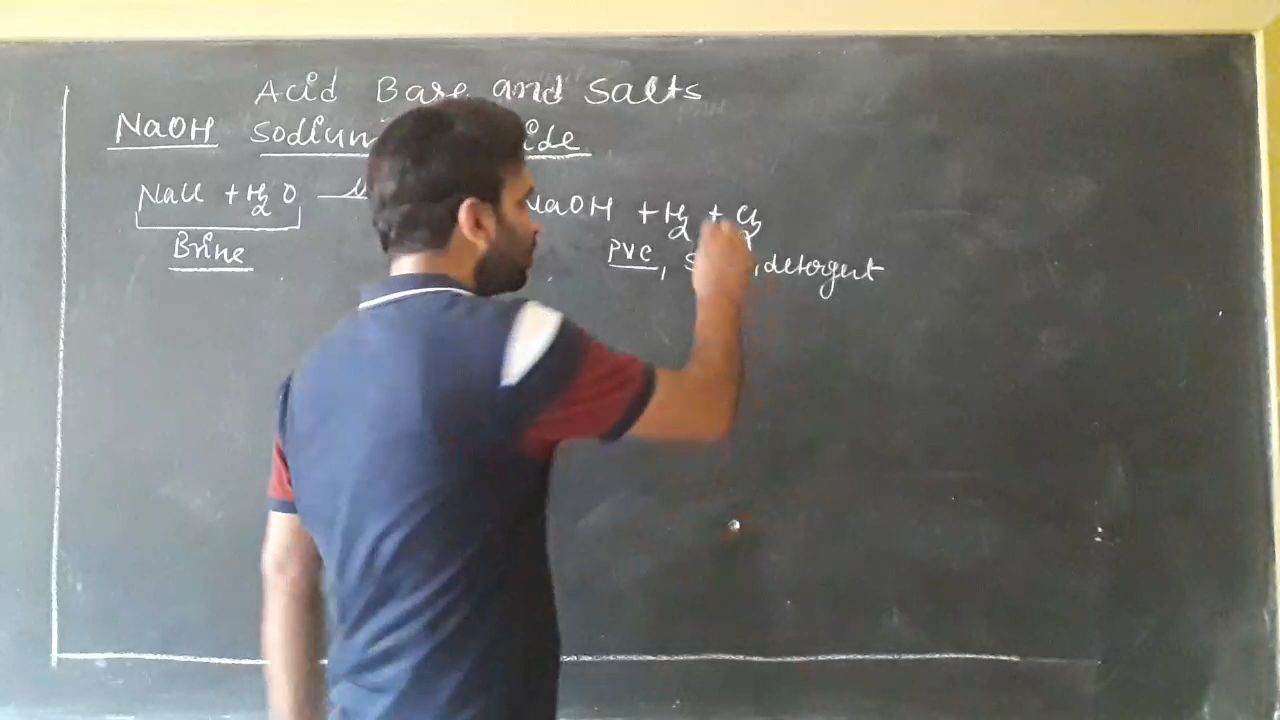 Acid Base and Salts
NaOH Sodium ide
NaCl + H2O → NaOH + H2 + Cl2
Brine
PVC, S , detergent